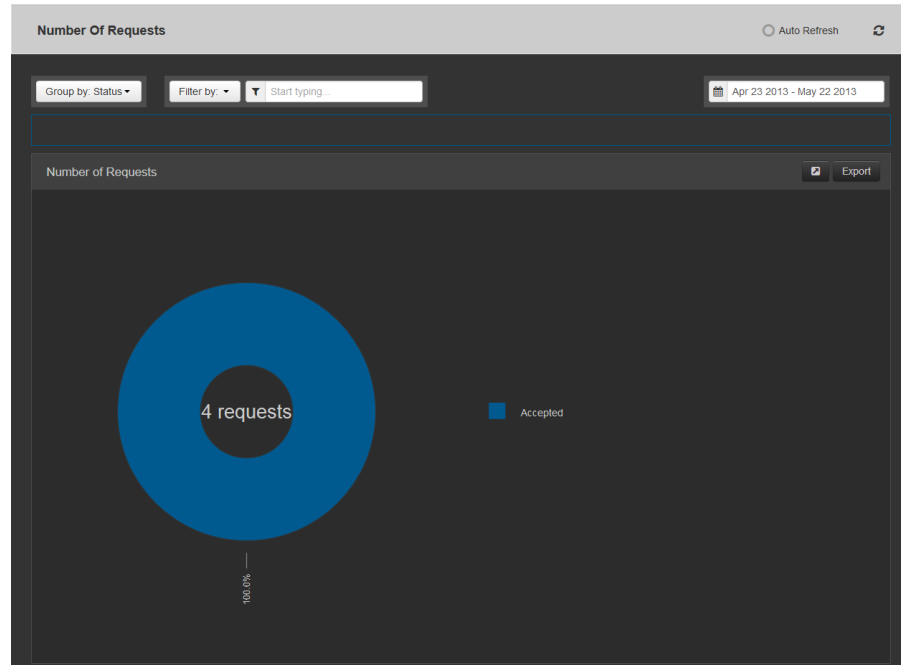 Number Of Requests
Auto Refresh
Group by: Status
Filter by:
Start typing...
Apr 23 2013 - May 22 2013
Number of Requests
Export
4 requests
Accepted
100.0%